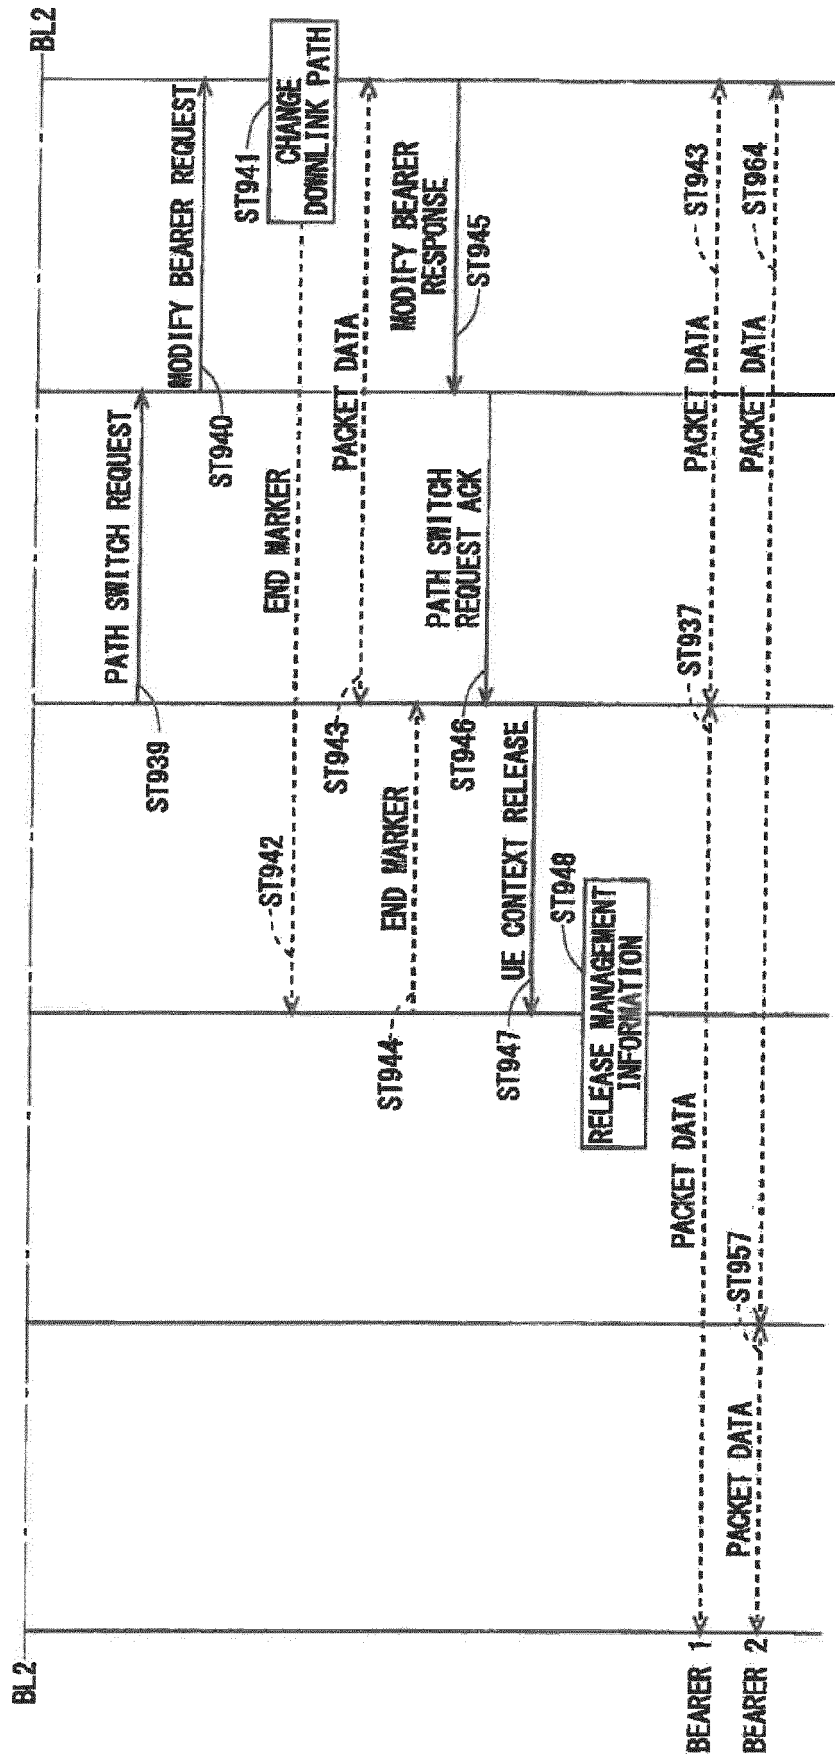 BL2
BL2
PATH SWITCH REQUEST
ST939
MODIFY BEARER REQUEST
ST940
ST941
CHANGE
DOWNLINK PATH
END MARKER
ST942
PACKET DATA
ST943
END MARKER
ST944
MODIFY BEARER
RESPONSE
ST945
PATH SWITCH
REQUEST ACK
ST946
UE CONTEXT RELEASE
ST947
ST948
RELEASE MANAGEMENT
INFORMATION
BEARER 1
PACKET DATA
ST937
PACKET DATA
ST943
BEARER 2
PACKET DATA
ST957
PACKET DATA
ST964